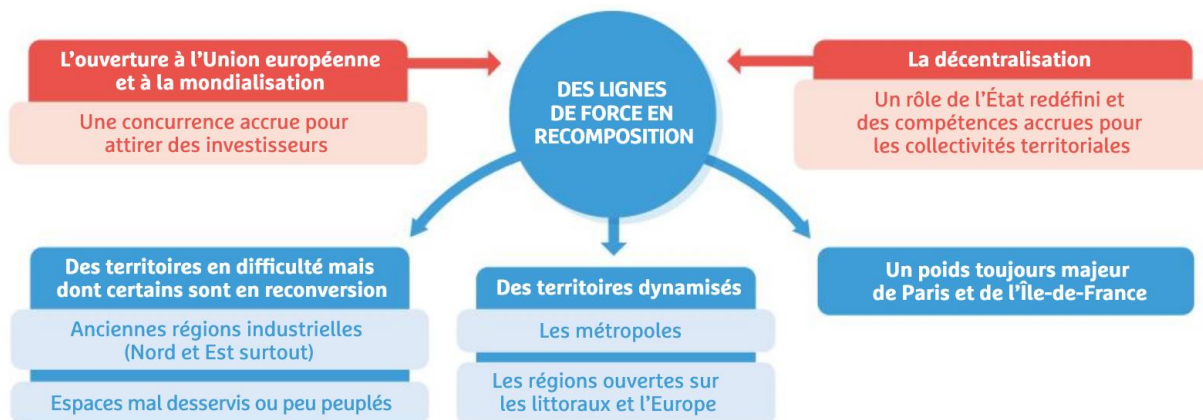 L'ouverture à l'Union européenne
et à la mondialisation
Une concurrence accrue pour
attirer des investisseurs
DES LIGNES
DE FORCE EN
RECOMPOSITION
La décentralisation
Un rôle de l'État redéfini et
des compétences accrues pour
les collectivités territoriales
Des territoires en difficulté mais
dont certains sont en reconversion
Anciennes régions industrielles
(Nord et Est surtout)
Espaces mal desservis ou peu peuplés
Des territoires dynamisés
Les métropoles
Les régions ouvertes sur
les littoraux et l'Europe
Un poids toujours majeur
de Paris et de l'Île-de-France